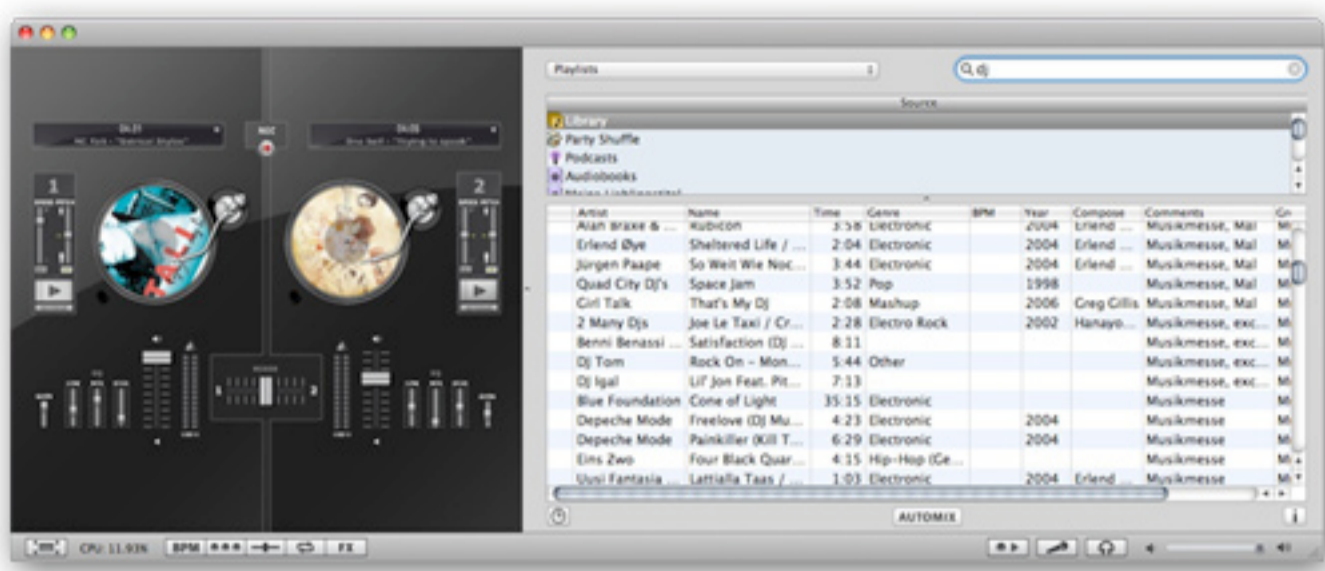 Playlists
dj
Source
Library
Party Shuffle
Podcasts
Audiobooks
REC
1
2
Artist Name Time Genre BPM Year Compose Comments
Alan Braxe & ... Rubicon 3:58 Electronic 2004 Erlend ... Musikmesse, Mal
Erlend Øye Sheltered Life / ... 2:04 Electronic 2004 Erlend ... Musikmesse, Mal
Jürgen Paape So Weit Wie Noc... 3:44 Electronic 2004 Erlend ... Musikmesse, Mal
Quad City DJ's Space Jam 3:52 Pop 1998 Musikmesse, Mal
Girl Talk That's My DJ 2:08 Mashup 2006 Greg Gillis Musikmesse, Mal
2 Many Djs Joe Le Taxi / Cr... 2:28 Electro Rock 2002 Hanayo... Musikmesse, exc...
Benni Benassi ... Satisfaction (DJ ... 8:11 Musikmesse, exc...
DJ Tom Rock On - Mon... 5:44 Other Musikmesse, exc...
DJ Igal Lil' Jon Feat. Pit... 7:13 Musikmesse, exc...
Blue Foundation Cone of Light 35:15 Electronic Musikmesse
Depeche Mode Freelove (DJ Mu... 4:23 Electronic 2004 Musikmesse
Depeche Mode Painkiller (Kill T... 6:29 Electronic 2004 Musikmesse
Eins Zwo Four Black Quar... 4:15 Hip-Hop (Ge... Musikmesse
Uusi Fantasia ... Lattialla Taas / ... 1:03 Electronic 2004 Erlend ... Musikmesse
1 2
AUTOMIX
CPU: 11.93% BPM FX